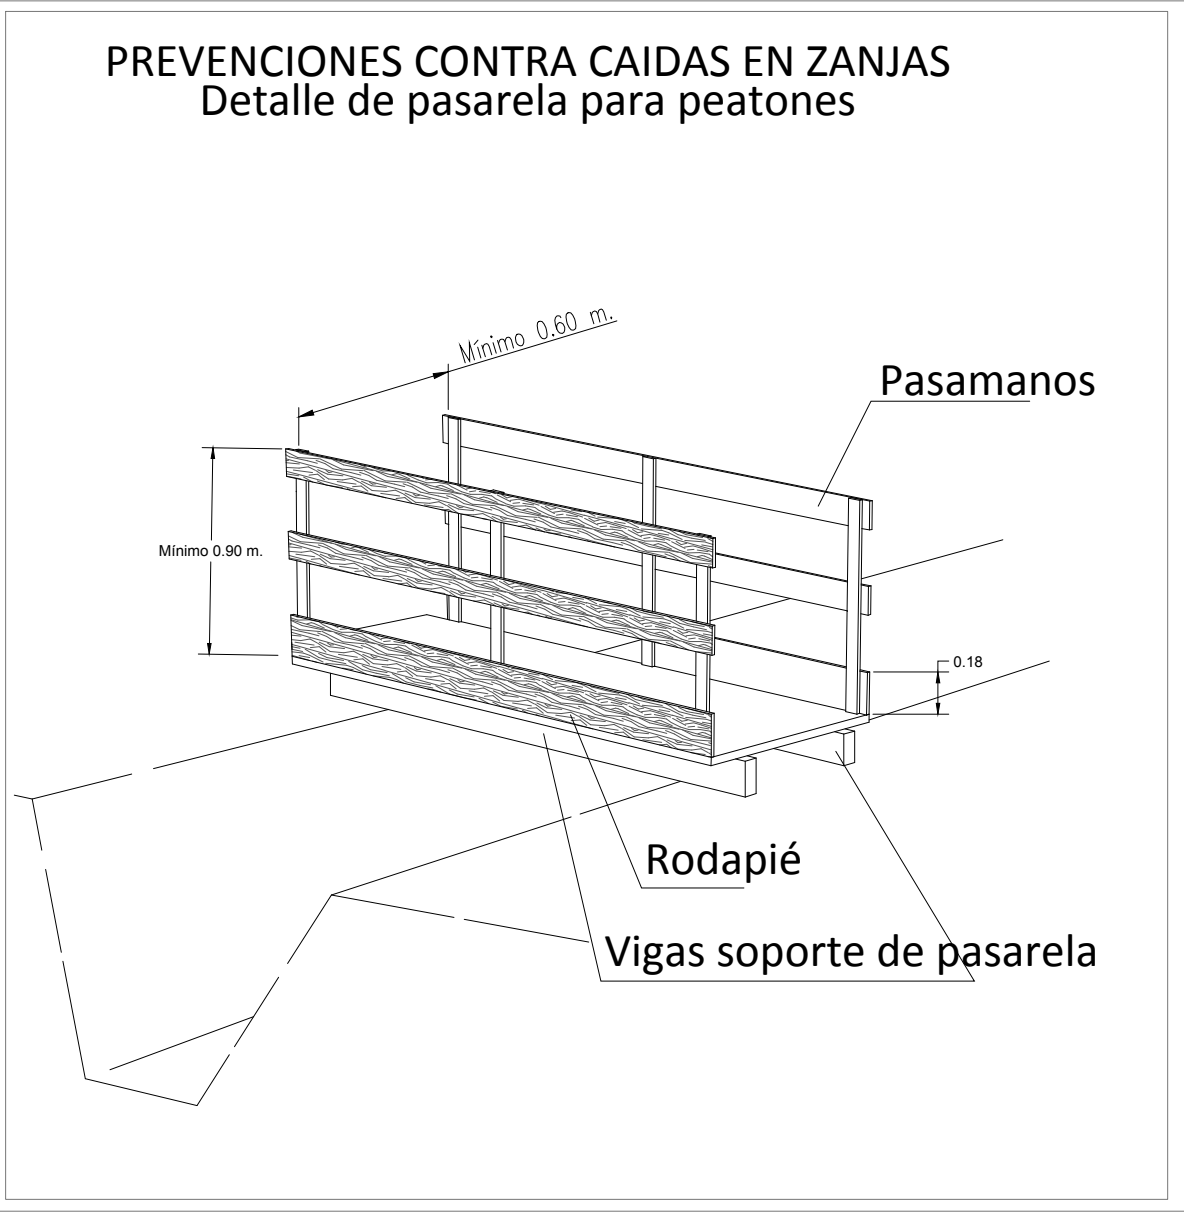 PREVENCIONES CONTRA CAIDAS EN ZANJAS
Detalle de pasarela para peatones
Mínimo 0.60 m.
Pasamanos
Mínimo 0.90 m.
0.18
Rodapié
Vigas soporte de pasarela